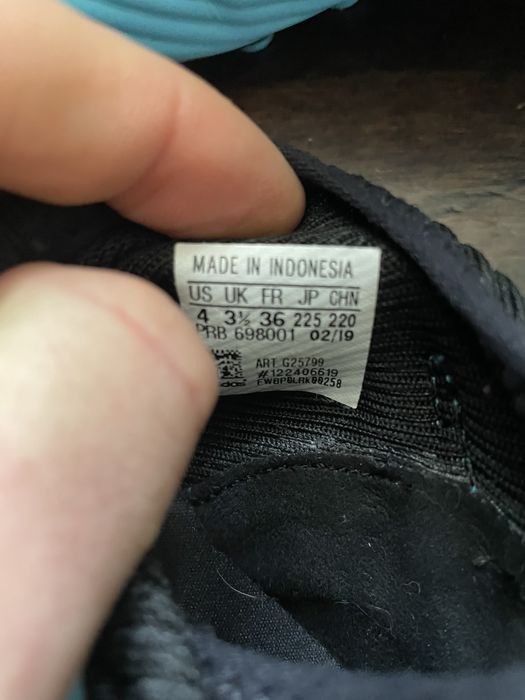 MADE IN INDONESIA
US UK FR JP CHN
4 3½ 36 225 220
PRB 698001 02/19
ART G25799
#122406619